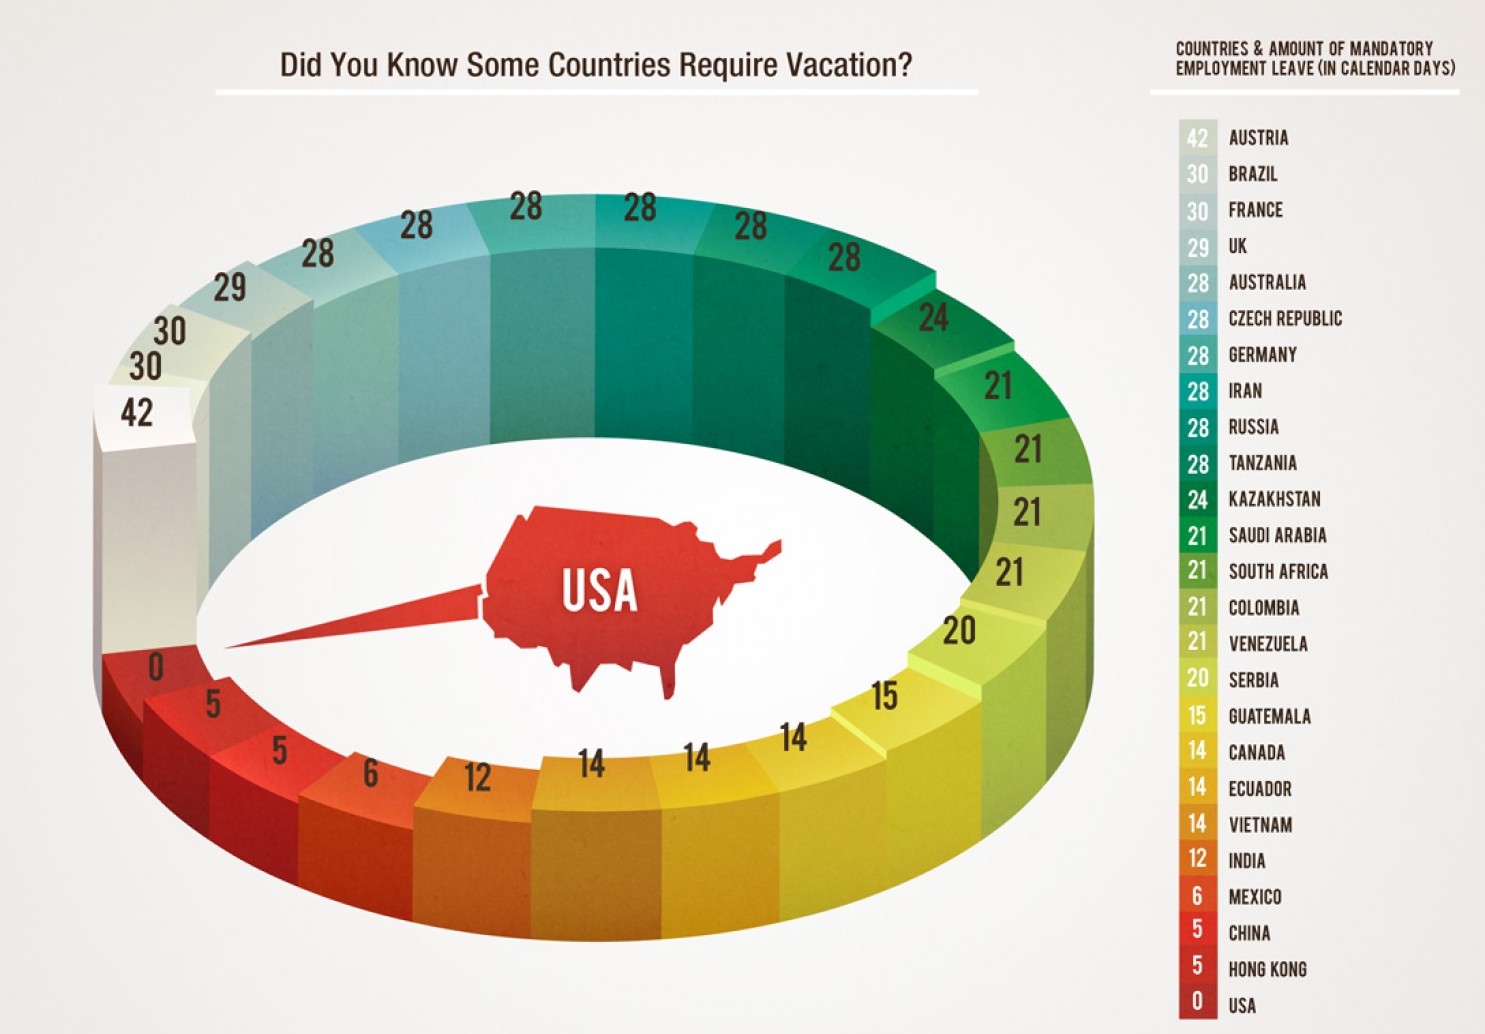 Did You Know Some Countries Require Vacation?
COUNTRIES & AMOUNT OF MANDATORY
EMPLOYMENT LEAVE (IN CALENDAR DAYS)
42 AUSTRIA
30 BRAZIL
30 FRANCE
29 UK
28 AUSTRALIA
28 CZECH REPUBLIC
28 GERMANY
28 IRAN
28 RUSSIA
28 TANZANIA
24 KAZAKHSTAN
21 SAUDI ARABIA
21 SOUTH AFRICA
21 COLOMBIA
21 VENEZUELA
20 SERBIA
15 GUATEMALA
14 CANADA
14 ECUADOR
14 VIETNAM
12 INDIA
6 MEXICO
5 CHINA
5 HONG KONG
0 USA
42
30
30
29
28
28
28
28
28
28
24
21
21
21
21
20
15
14
14
14
12
6
5
5
0
USA